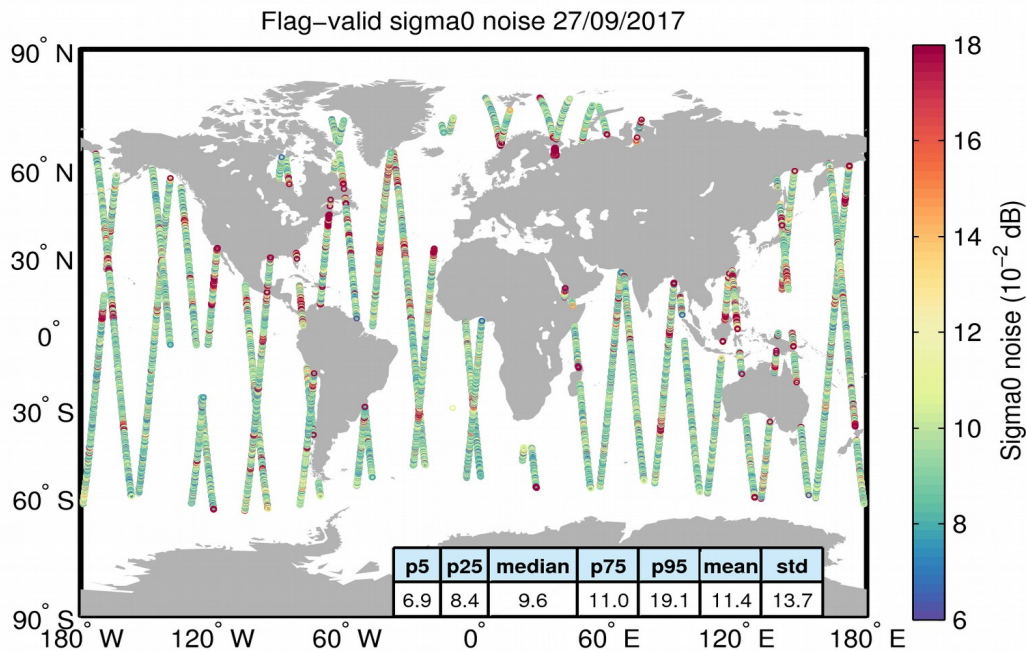 Flag−valid sigma0 noise 27/09/2017
90° N
60° N
30° N
0°
30° S
60° S
90° S
180° W
120° W
60° W
0°
60° E
120° E
180° E
p5 p25 median p75 p95 mean std
6.9 8.4 9.6 11.0 19.1 11.4 13.7
18
16
14
12
10
8
6
Sigma0 noise (10⁻² dB)